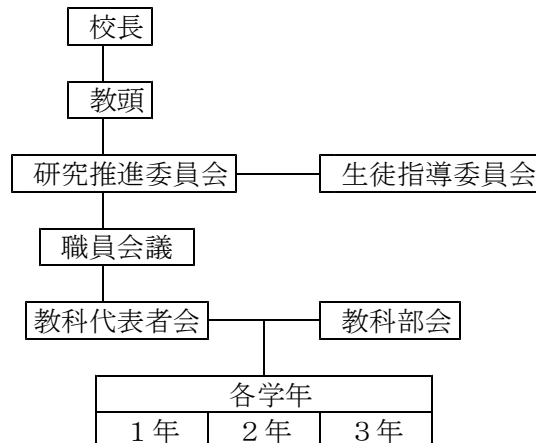 校長
教頭
研究推進委員会 生徒指導委員会
職員会議
教科代表者会 教科部会
各学年
１年 ２年 ３年